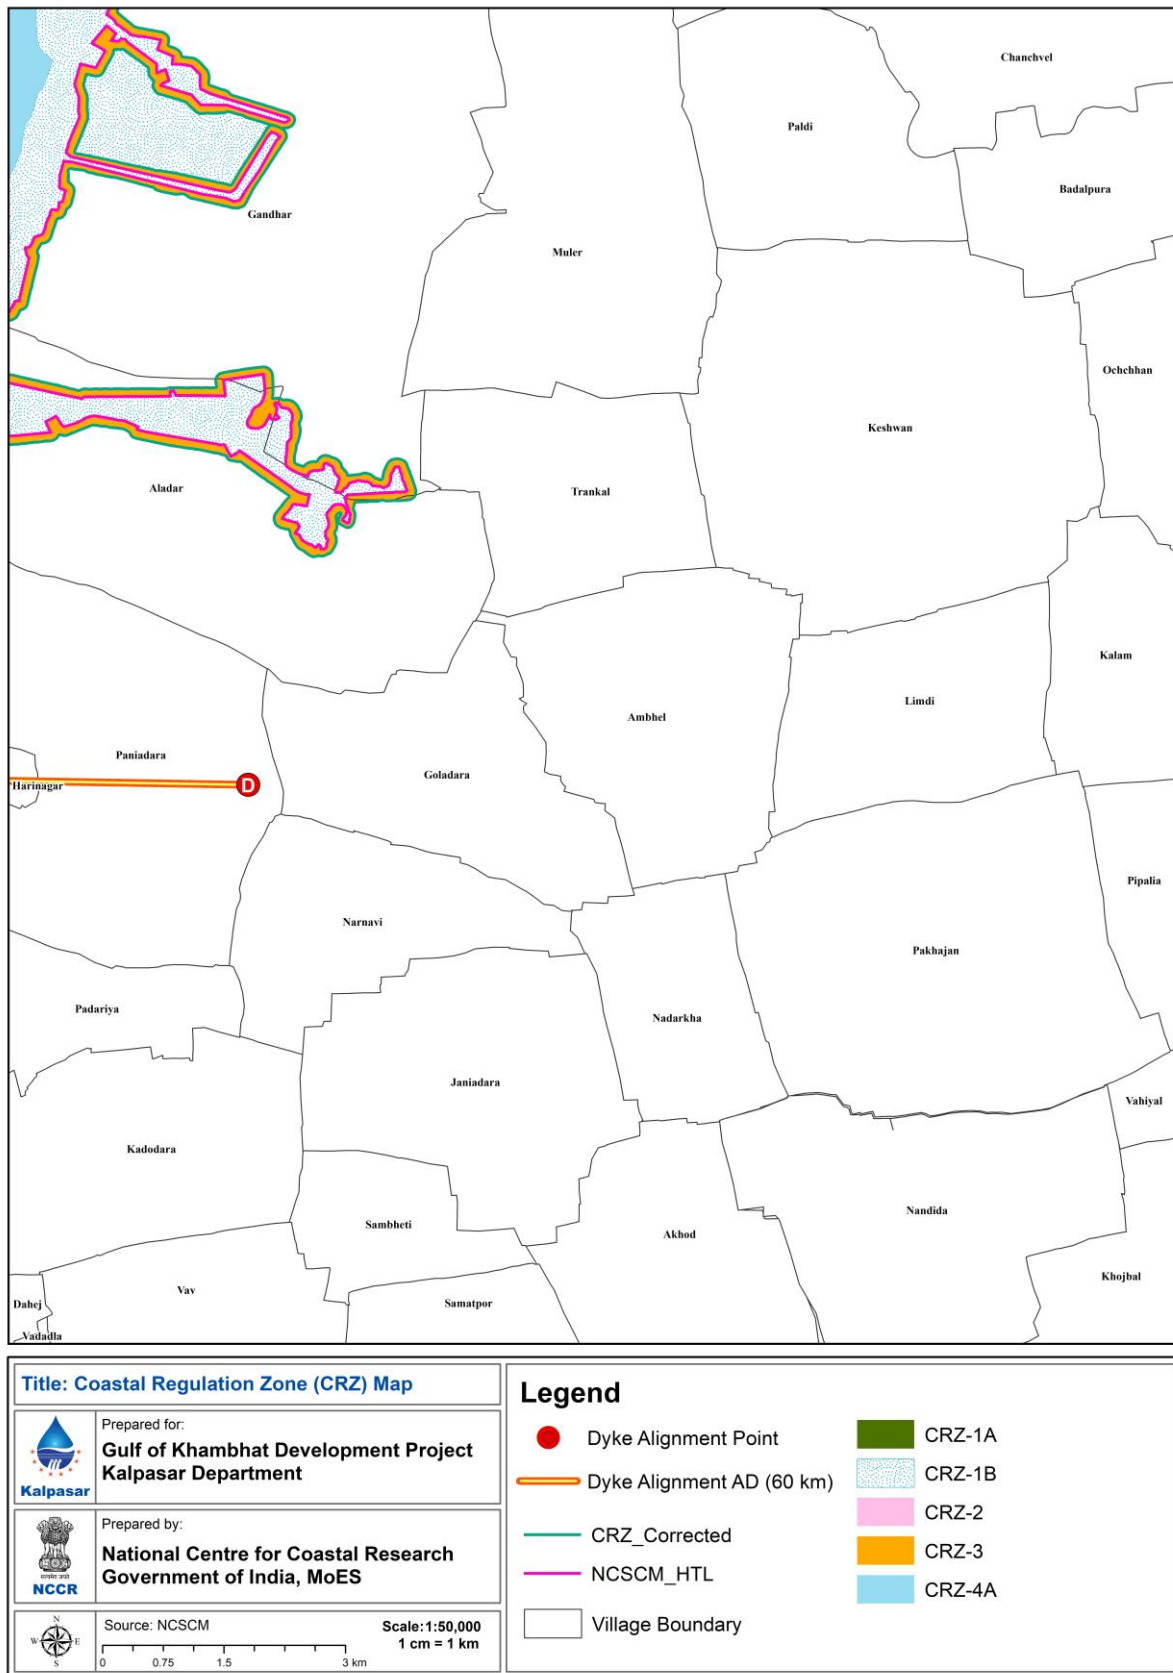 Chanchvel
Paldi
Badalpura
Gandhar
Muler
Ochchhan
Keshwan
Aladar
Trankal
Kalam
Limdi
Ambhel
Paniadara
Goladara
Harinagar
D
Pipalia
Narnavi
Pakhajan
Padariya
Nadarkha
Janiadara
Vahiyal
Kadodara
Nandida
Sambheti
Akhod
Khojbal
Vav
Dahej
Samatpor
Vadadla
Title: Coastal Regulation Zone (CRZ) Map
Kalpasar
Prepared for:
Gulf of Khambhat Development Project
Kalpasar Department
सत्यमेव जयते
NCCR
Prepared by:
National Centre for Coastal Research
Government of India, MoES
N
W E
S
Source: NCSCM
Scale:1:50,000
1 cm = 1 km
0 0.75 1.5 3 km
Legend
Dyke Alignment Point
Dyke Alignment AD (60 km)
CRZ_Corrected
NCSCM_HTL
Village Boundary
CRZ-1A
CRZ-1B
CRZ-2
CRZ-3
CRZ-4A